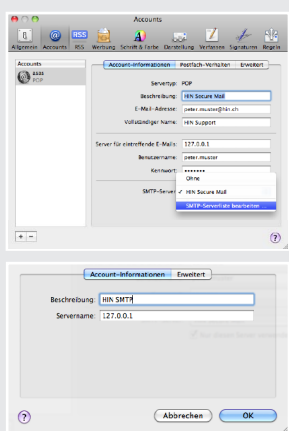 Accounts
Allgemein Accounts RSS Werbung Schrift & Farbe Darstellung Verfassen Signaturen Regeln
RSS
Accounts
Account-Informationen Postfach-Verhalten Erweitert
POP
Servertyp: POP
Beschreibung: HIN Secure Mail
E-Mail-Adresse: peter.muster@hin.ch
Vollständiger Name: HIN Support
Server für eintreffende E-Mails: 127.0.0.1
Benutzername: peter.muster
Kennwort: •••••••
Ohne
SMTP-Server ✓ HIN Secure Mail
SMTP-Serverliste bearbeiten ...
+ -
?
Account-Informationen Erweitert
Beschreibung: HIN SMTP
Servername: 127.0.0.1
? Abbrechen OK